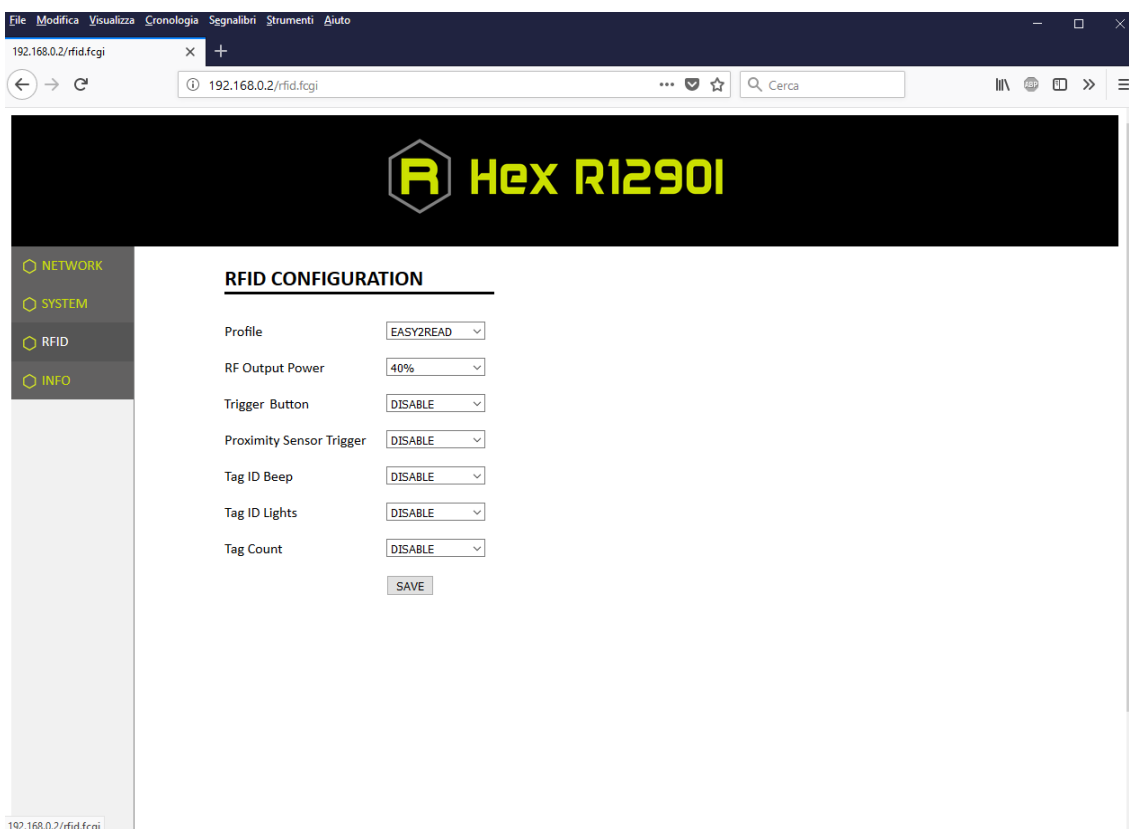 File Modifica Visualizza Cronologia Segnalibri Strumenti Aiuto
192.168.0.2/rfid.fcgi
192.168.0.2/rfid.fcgi
Cerca
ABP
R Hex R1290I
NETWORK
SYSTEM
RFID
INFO
RFID CONFIGURATION
Profile EASY2READ
RF Output Power 40%
Trigger Button DISABLE
Proximity Sensor Trigger DISABLE
Tag ID Beep DISABLE
Tag ID Lights DISABLE
Tag Count DISABLE
SAVE
192.168.0.2/rfid.fcgi